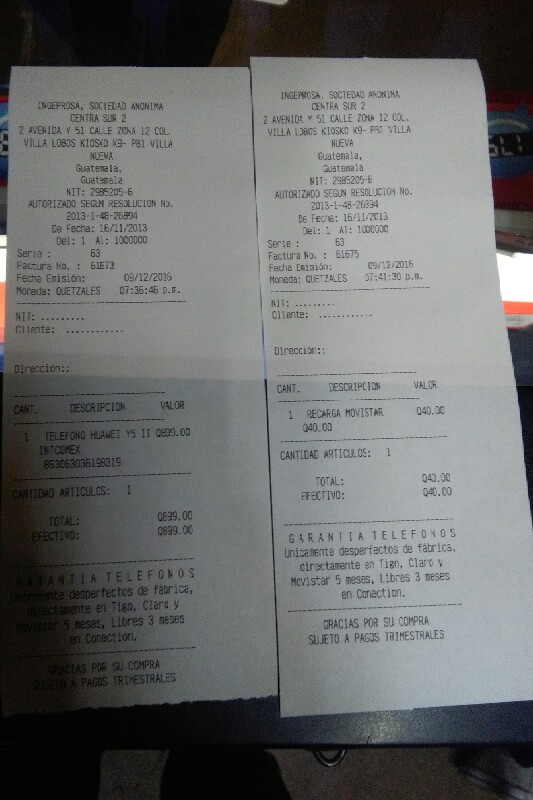 INGEPROSA, SOCIEDAD ANONIMA
CENTRA SUR 2
2 AVENIDA Y 51 CALLE ZONA 12 COL.
VILLA LOBOS KIOSKO K9- PB1 VILLA
NUEVA
Guatemala,
Guatemala
NIT: 2985205-6
AUTORIZADO SEGUN RESOLUCION No.
2013-1-48-26894
De Fecha: 16/11/2013
Del: 1 Al: 1000000
Serie : 63
Factura No. : 61673
Fecha Emisión: 09/12/2016
Moneda: QUETZALES 07:36:46 p.m.
NIT: .........
Cliente: ............
Dirección::
CANT. DESCRIPCION VALOR
1 TELEFONO HUAWEI Y5 II Q899.00
INTCOMEX
863063036198319
CANTIDAD ARTICULOS: 1
TOTAL: Q899.00
EFECTIVO: Q899.00
GARANTIA TELEFONOS
Unicamente desperfectos de fábrica,
directamente en Tigo, Claro y
Movistar 5 meses, Libres 3 meses
en Conection.
GRACIAS POR SU COMPRA
SUJETO A PAGOS TRIMESTRALES
INGEPROSA, SOCIEDAD ANONIMA
CENTRA SUR 2
2 AVENIDA Y 51 CALLE ZONA 12 COL.
VILLA LOBOS KIOSKO K9- PB1 VILLA
NUEVA
Guatemala,
Guatemala
NIT: 2985205-6
AUTORIZADO SEGUN RESOLUCION No.
2013-1-48-26894
De Fecha: 16/11/2013
Del: 1 Al: 1000000
Serie : 63
Factura No. : 61675
Fecha Emisión: 09/12/2016
Moneda: QUETZALES 07:41:30 p.m.
NIT: .........
Cliente: ............
Dirección::
CANT. DESCRIPCION VALOR
1 RECARGA MOVISTAR Q40.00
Q40.00
CANTIDAD ARTICULOS: 1
TOTAL: Q40.00
EFECTIVO: Q40.00
GARANTIA TELEFONOS
Unicamente desperfectos de fábrica,
directamente en Tigo, Claro y
Movistar 5 meses, Libres 3 meses
en Conection.
GRACIAS POR SU COMPRA
SUJETO A PAGOS TRIMESTRALES